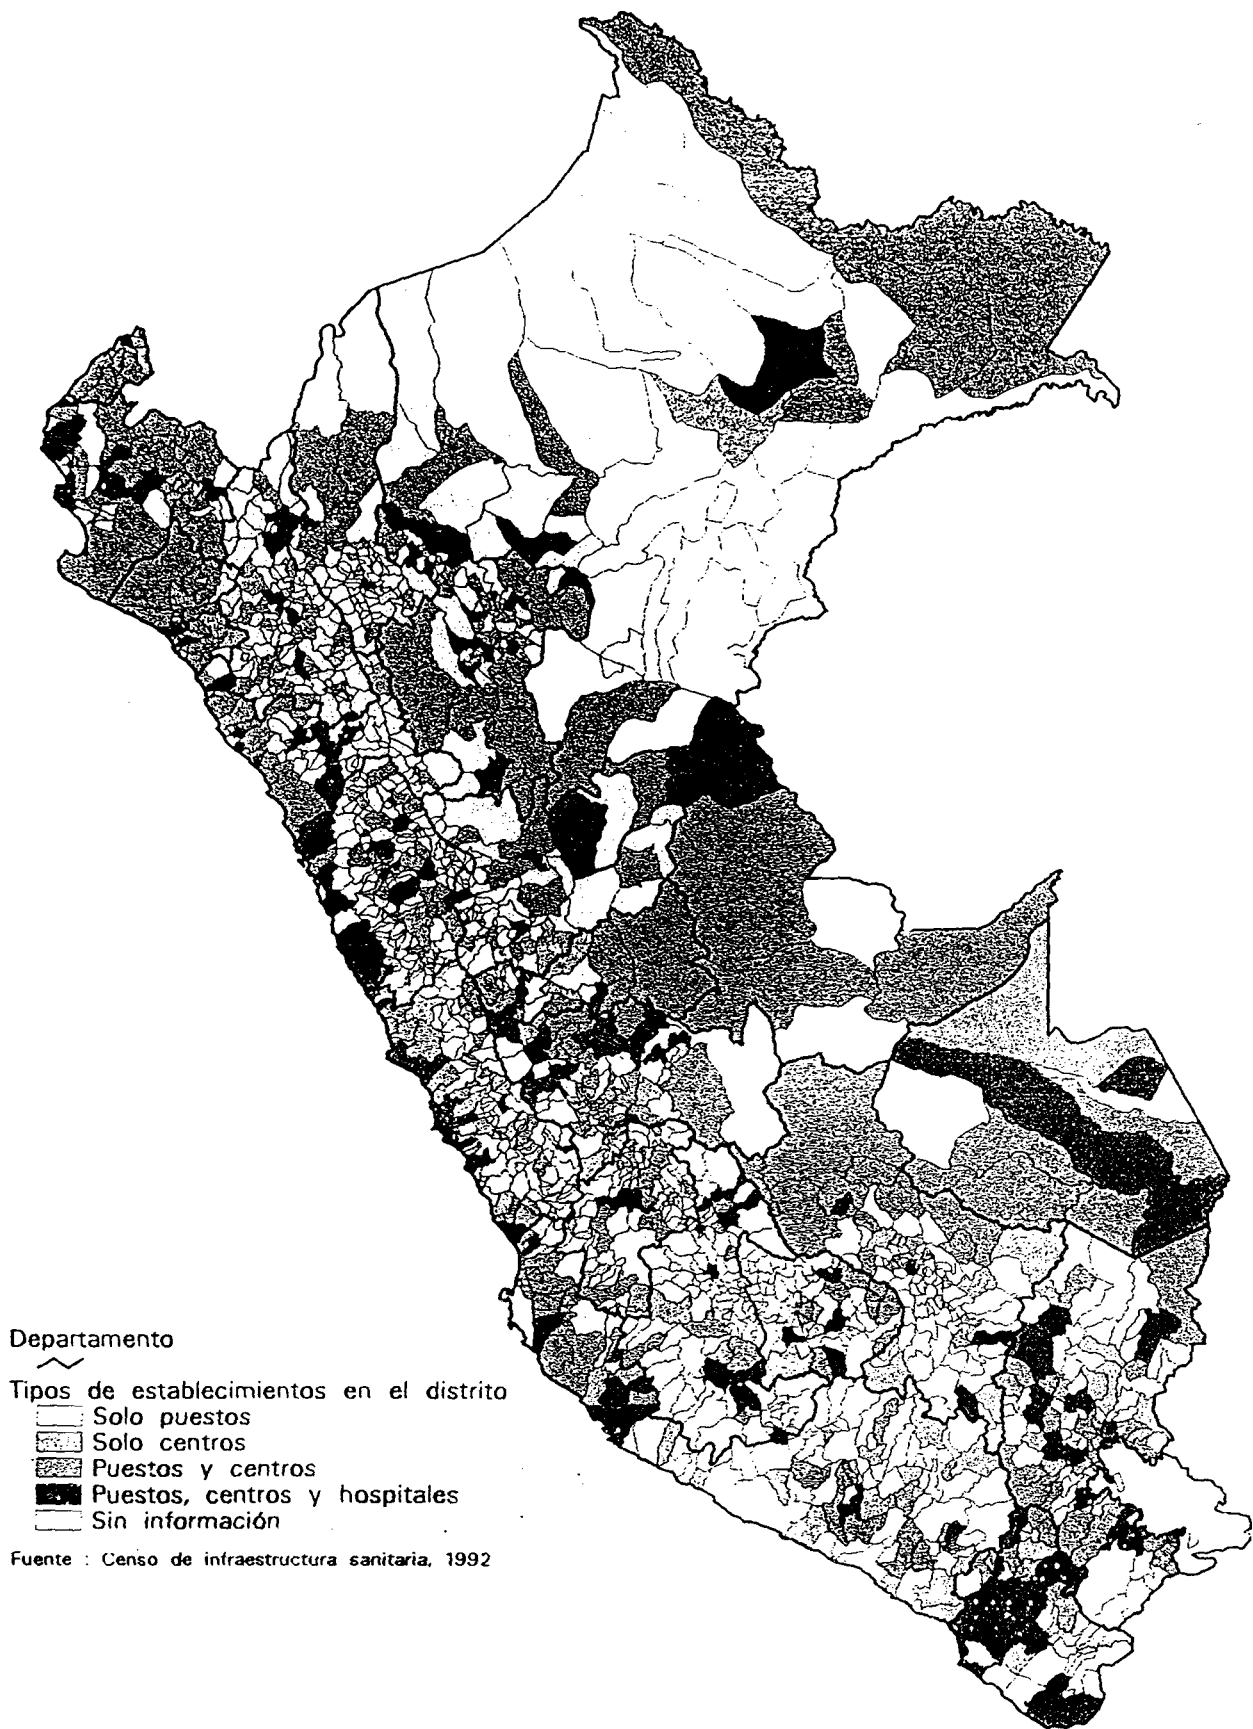 Departamento
Tipos de establecimientos en el distrito
Solo puestos
Solo centros
Puestos y centros
Puestos, centros y hospitales
Sin información
Fuente : Censo de infraestructura sanitaria, 1992